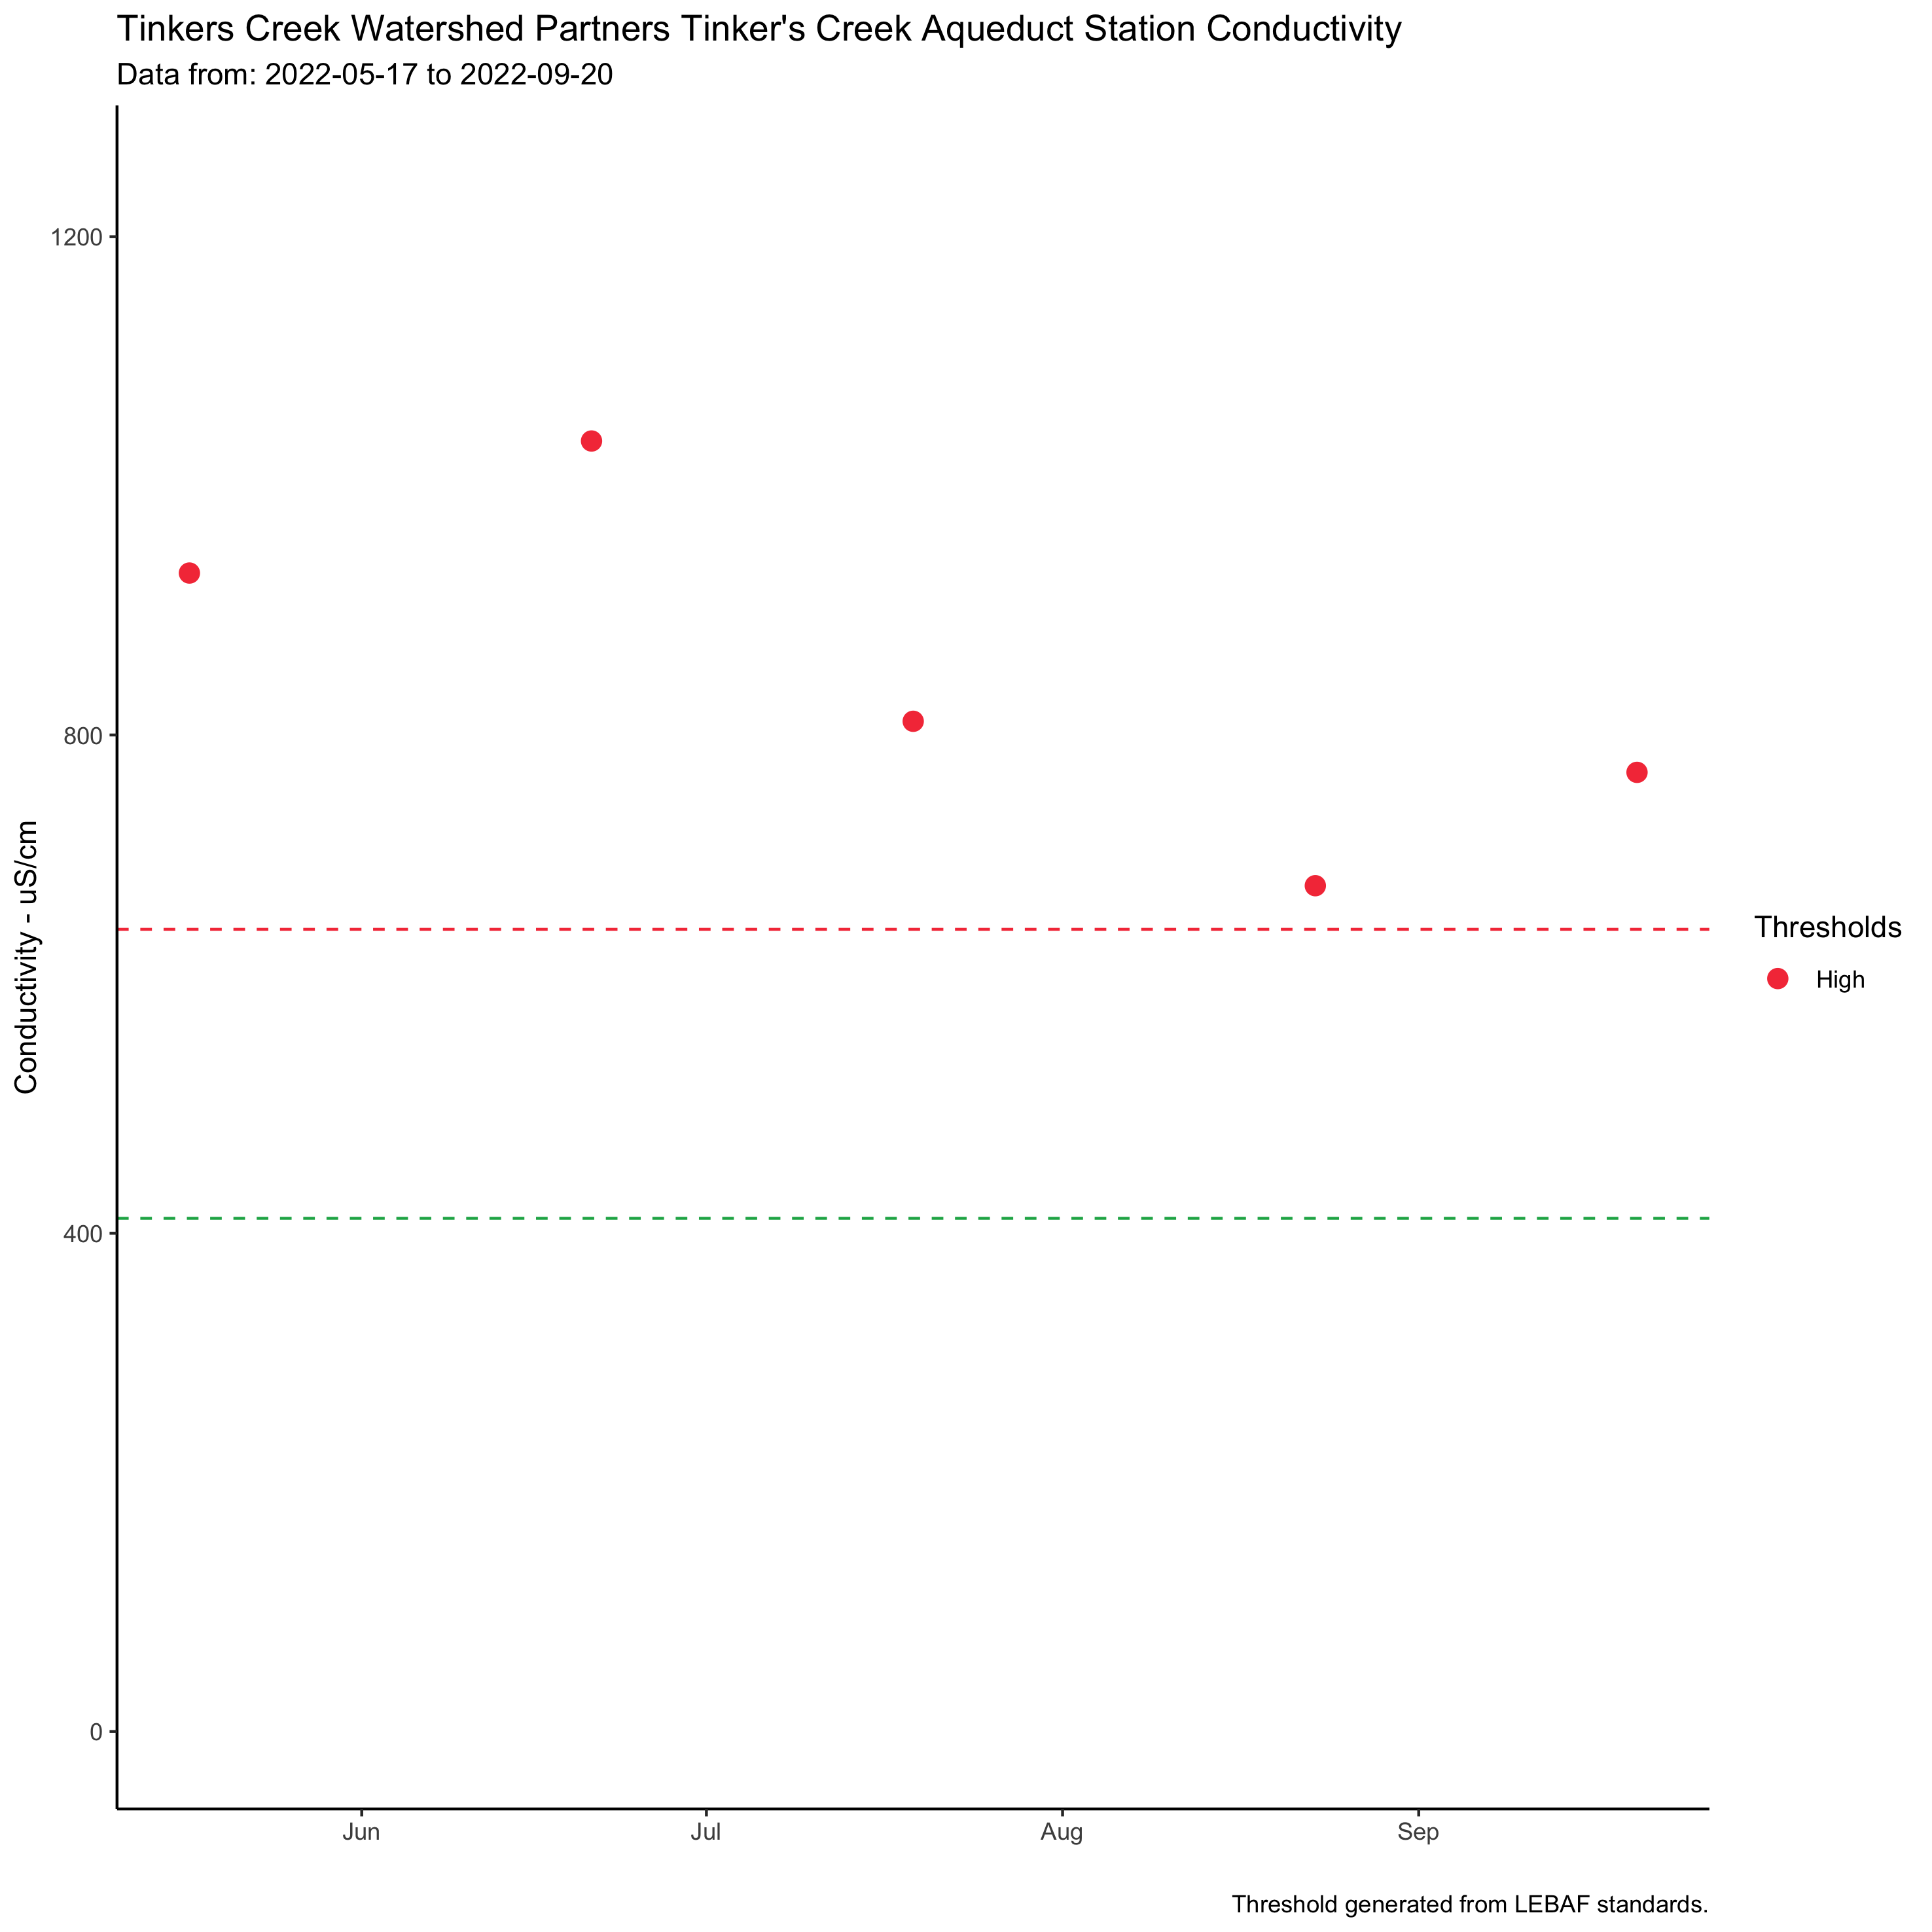 Tinkers Creek Watershed Partners Tinker's Creek Aqueduct Station Conductivity
Data from: 2022-05-17 to 2022-09-20
1200
800
400
0
Conductivity - uS/cm
Jun
Jul
Aug
Sep
Thresholds
High
Threshold generated from LEBAF standards.